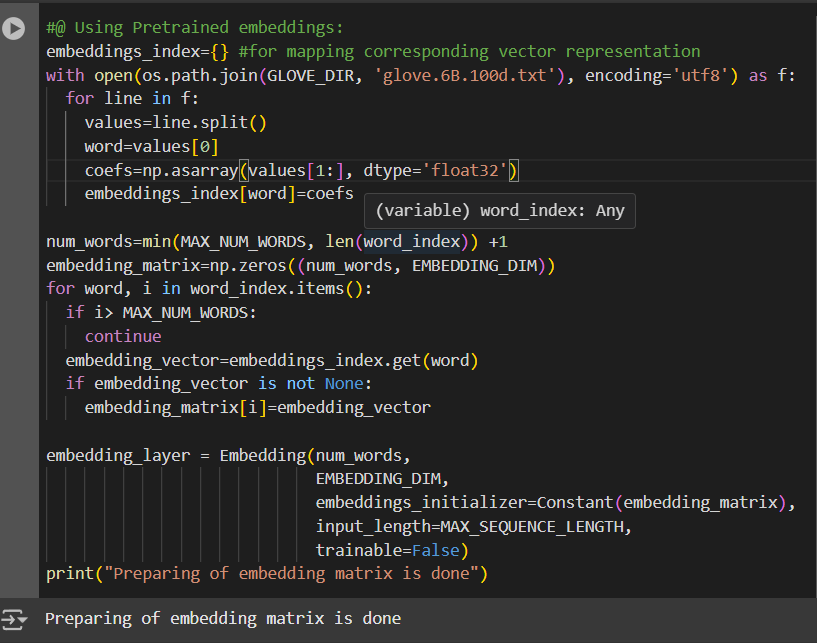 #@ Using Pretrained embeddings:
embeddings_index={} #for mapping corresponding vector representation
with open(os.path.join(GLOVE_DIR, 'glove.6B.100d.txt'), encoding='utf8') as f:
  for line in f:
    values=line.split()
    word=values[0]
    coefs=np.asarray(values[1:], dtype='float32')
    embeddings_index[word]=coefs
(variable) word_index: Any
num_words=min(MAX_NUM_WORDS, len(word_index)) +1
embedding_matrix=np.zeros((num_words, EMBEDDING_DIM))
for word, i in word_index.items():
  if i> MAX_NUM_WORDS:
    continue
  embedding_vector=embeddings_index.get(word)
  if embedding_vector is not None:
    embedding_matrix[i]=embedding_vector
embedding_layer = Embedding(num_words,
                            EMBEDDING_DIM,
                            embeddings_initializer=Constant(embedding_matrix),
                            input_length=MAX_SEQUENCE_LENGTH,
                            trainable=False)
print("Preparing of embedding matrix is done")
Preparing of embedding matrix is done